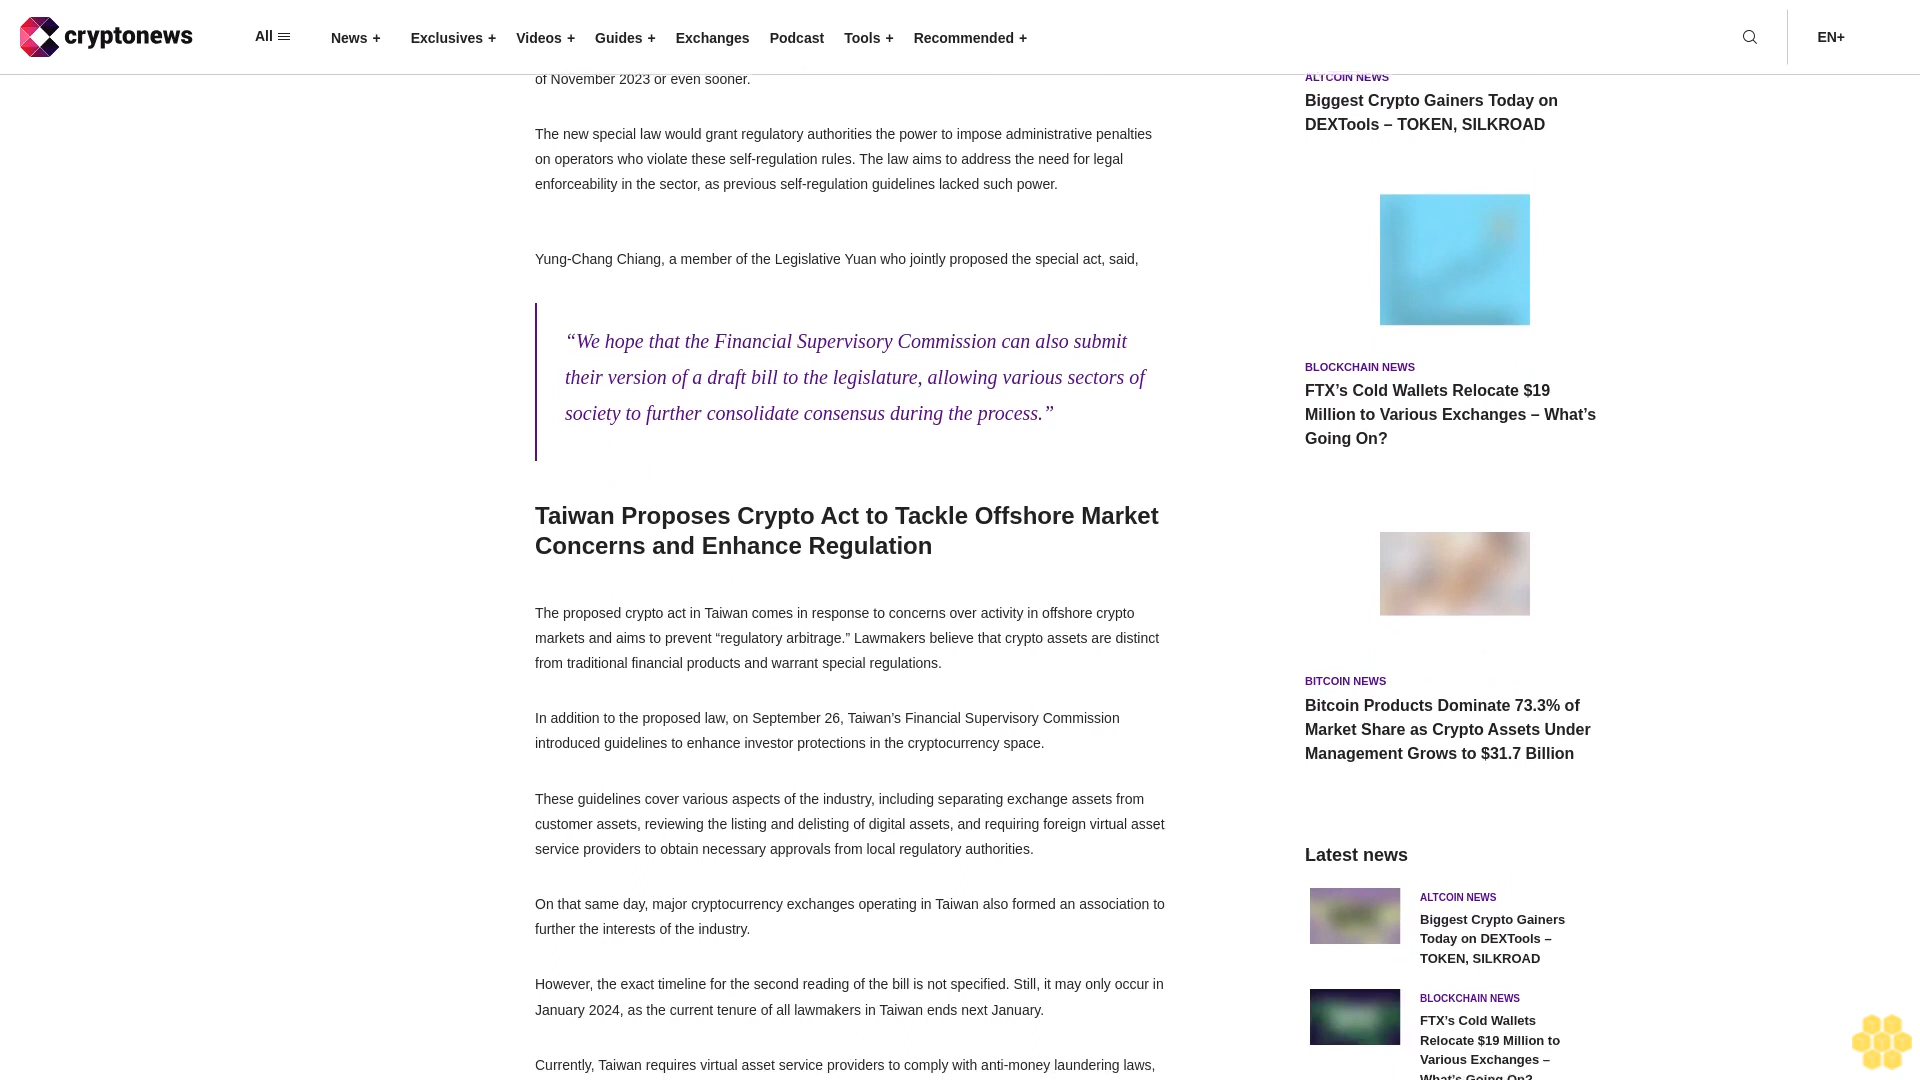 cryptonews
All
News +
Exclusives +
Videos +
Guides +
Exchanges
Podcast
Tools +
Recommended +
EN+
of November 2023 or even sooner.
The new special law would grant regulatory authorities the power to impose administrative penalties
on operators who violate these self-regulation rules. The law aims to address the need for legal
enforceability in the sector, as previous self-regulation guidelines lacked such power.
Yung-Chang Chiang, a member of the Legislative Yuan who jointly proposed the special act, said,
“We hope that the Financial Supervisory Commission can also submit
their version of a draft bill to the legislature, allowing various sectors of
society to further consolidate consensus during the process.”
Taiwan Proposes Crypto Act to Tackle Offshore Market
Concerns and Enhance Regulation
The proposed crypto act in Taiwan comes in response to concerns over activity in offshore crypto
markets and aims to prevent “regulatory arbitrage.” Lawmakers believe that crypto assets are distinct
from traditional financial products and warrant special regulations.
In addition to the proposed law, on September 26, Taiwan’s Financial Supervisory Commission
introduced guidelines to enhance investor protections in the cryptocurrency space.
These guidelines cover various aspects of the industry, including separating exchange assets from
customer assets, reviewing the listing and delisting of digital assets, and requiring foreign virtual asset
service providers to obtain necessary approvals from local regulatory authorities.
On that same day, major cryptocurrency exchanges operating in Taiwan also formed an association to
further the interests of the industry.
However, the exact timeline for the second reading of the bill is not specified. Still, it may only occur in
January 2024, as the current tenure of all lawmakers in Taiwan ends next January.
Currently, Taiwan requires virtual asset service providers to comply with anti-money laundering laws,
ALTCOIN NEWS
Biggest Crypto Gainers Today on
DEXTools – TOKEN, SILKROAD
BLOCKCHAIN NEWS
FTX’s Cold Wallets Relocate $19
Million to Various Exchanges – What’s
Going On?
BITCOIN NEWS
Bitcoin Products Dominate 73.3% of
Market Share as Crypto Assets Under
Management Grows to $31.7 Billion
Latest news
ALTCOIN NEWS
Biggest Crypto Gainers
Today on DEXTools –
TOKEN, SILKROAD
BLOCKCHAIN NEWS
FTX’s Cold Wallets
Relocate $19 Million to
Various Exchanges –
What’s Going On?